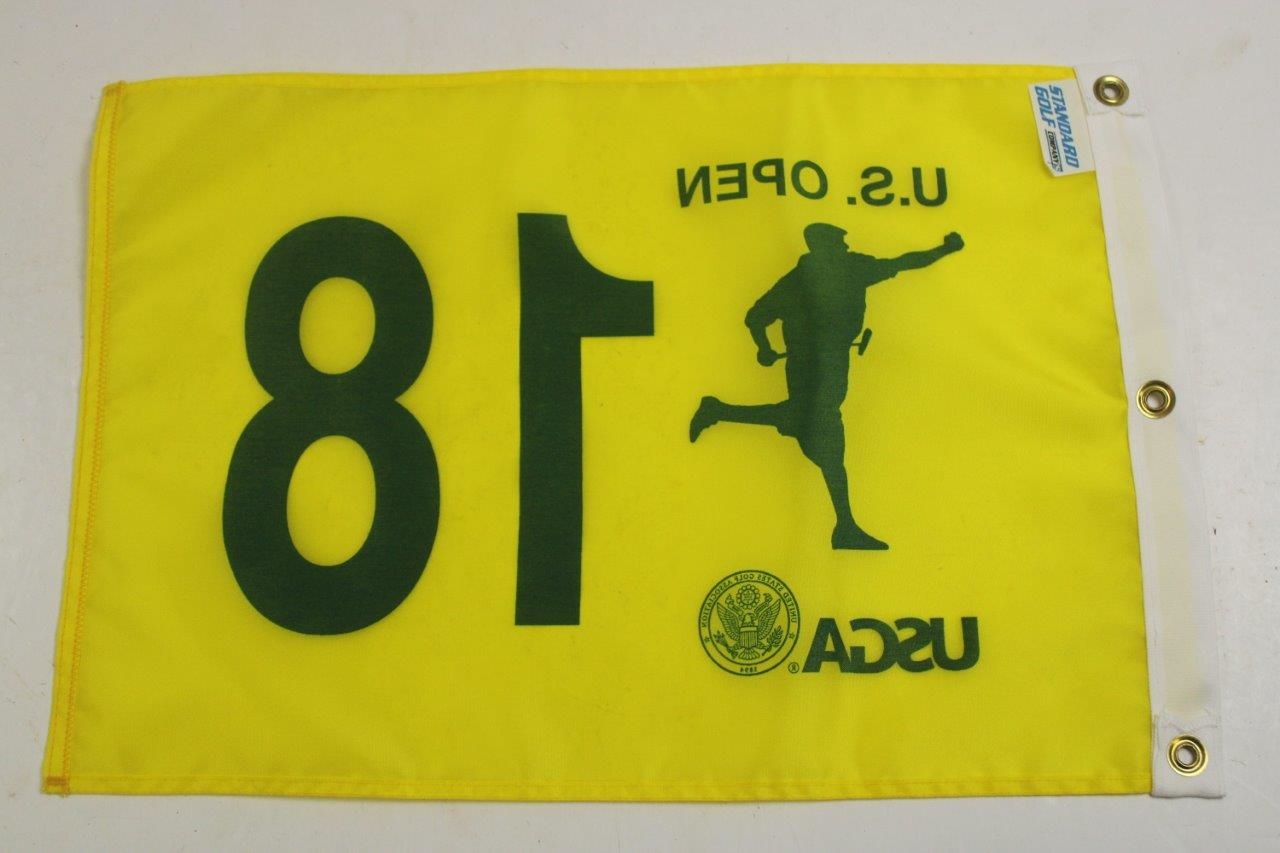 STANDARD
GOLF
COMPANY
U.S. OPEN
18
USGA
®
UNITED STATES GOLF ASSOCIATION
1894